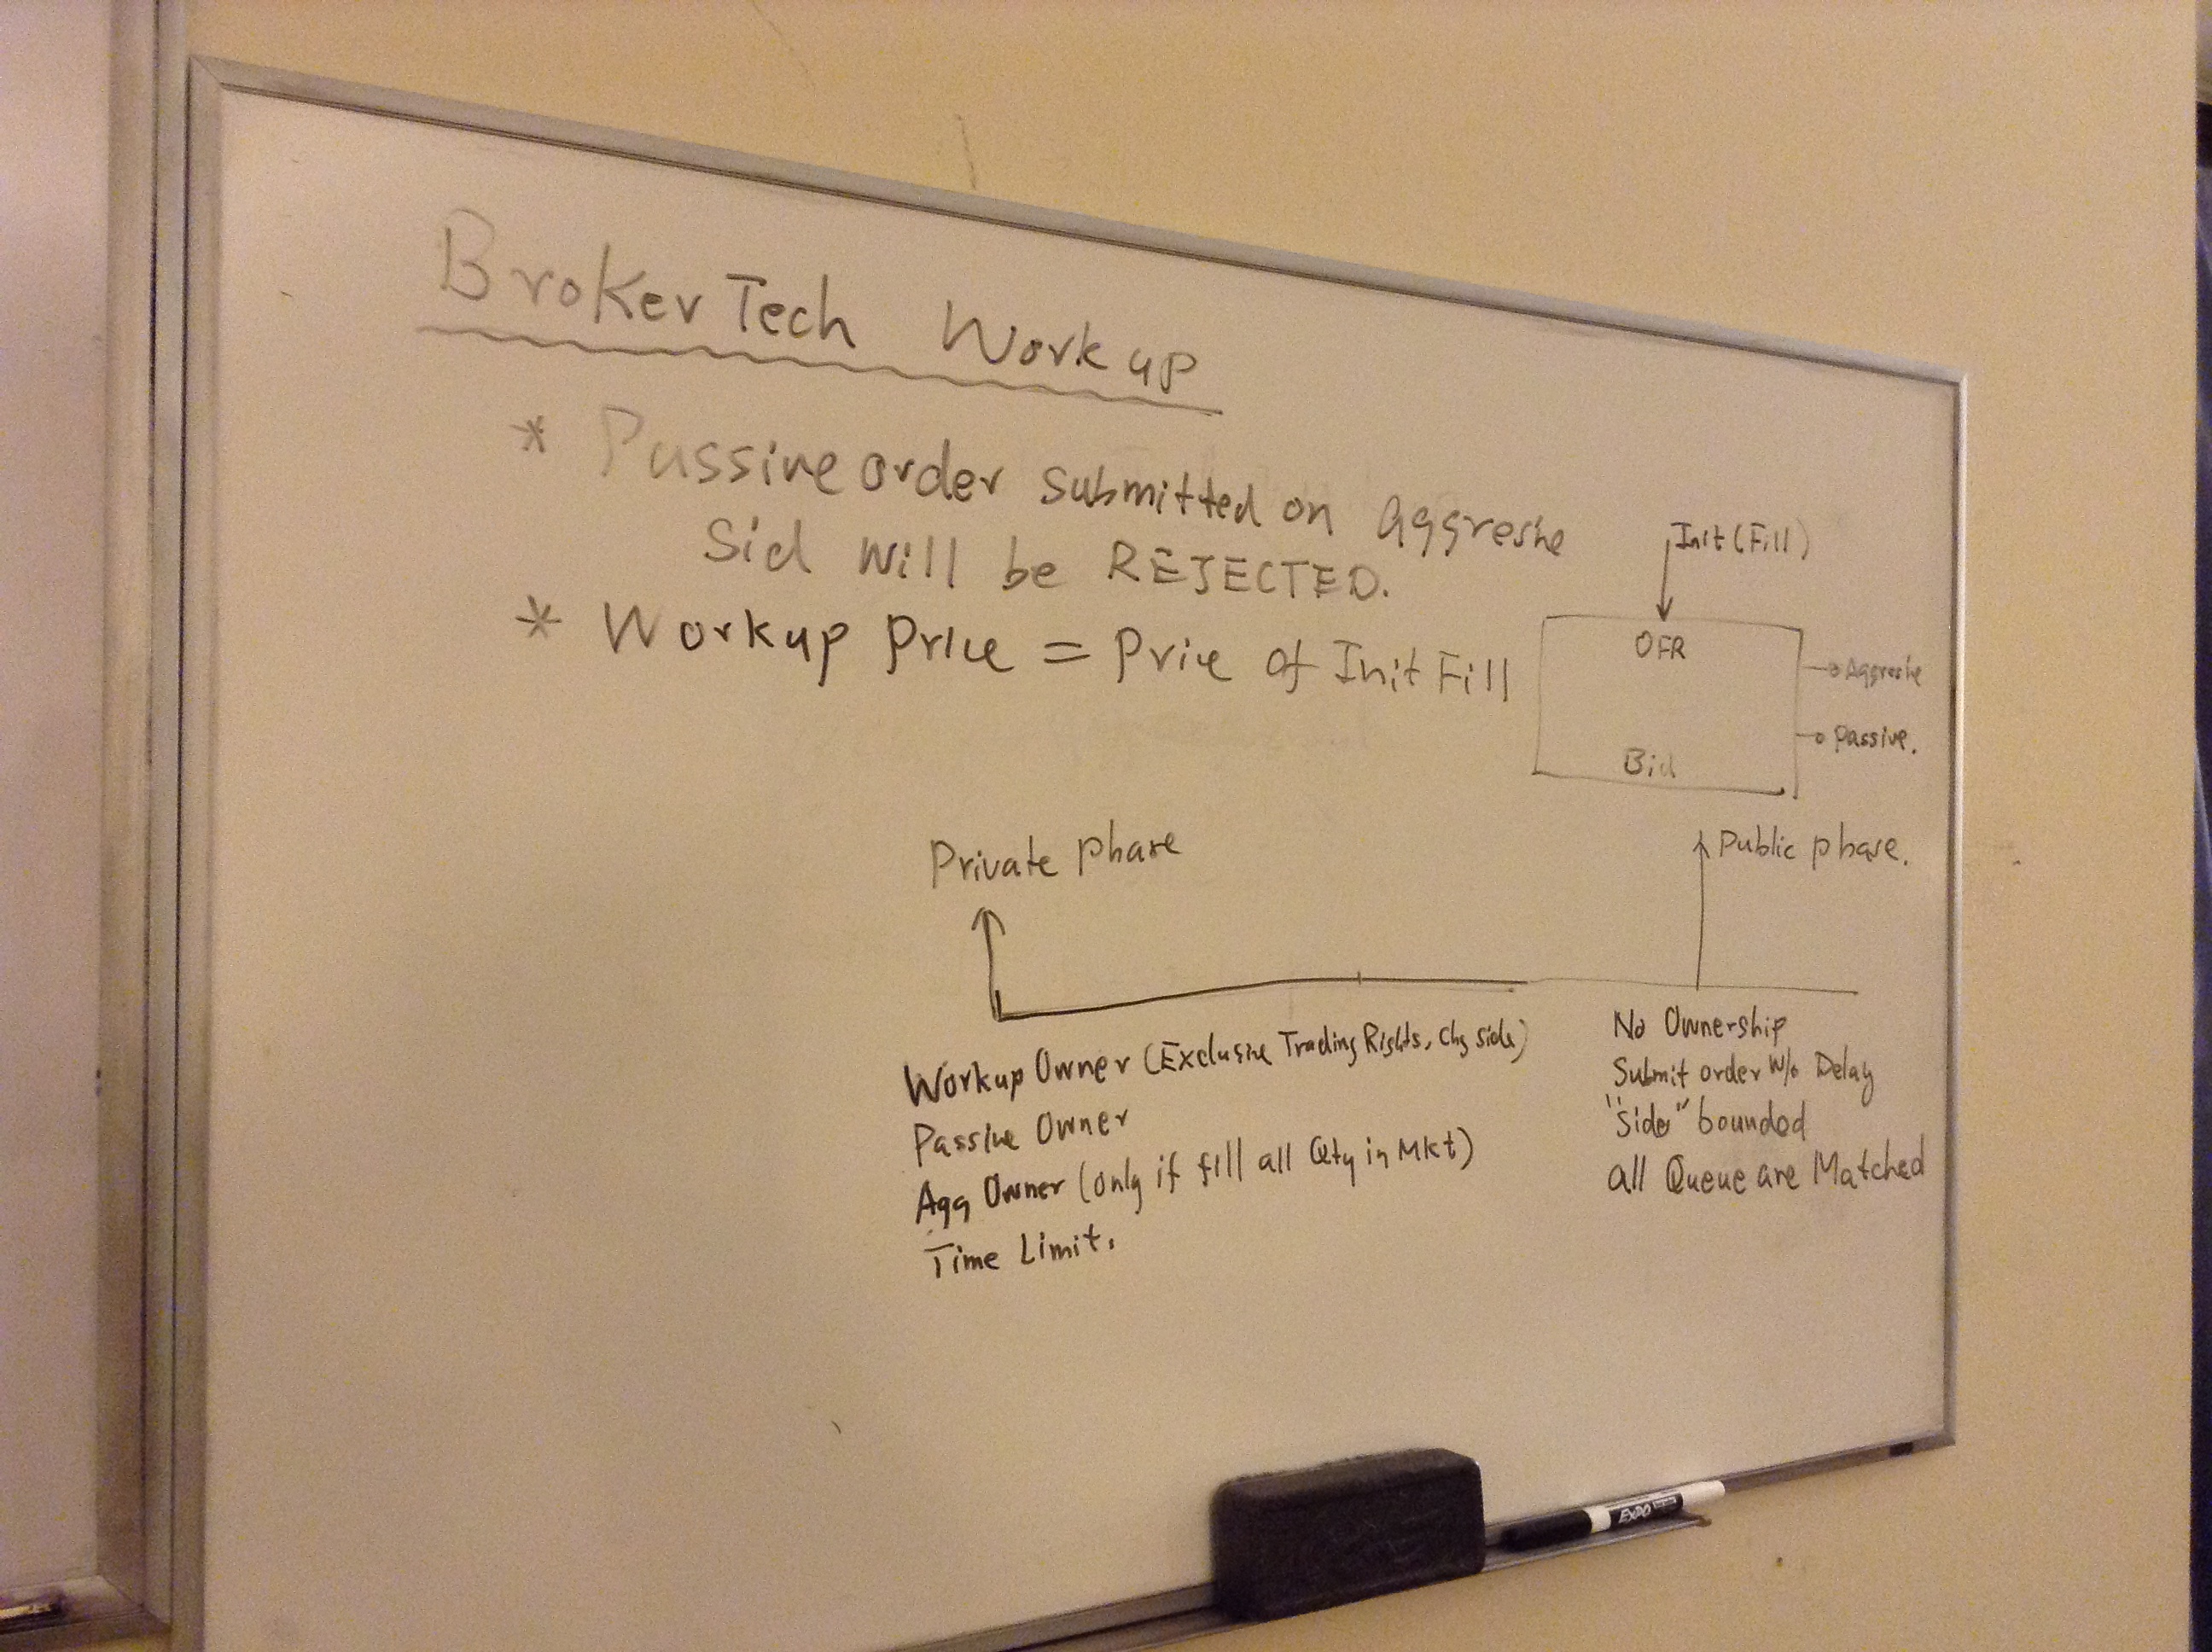 BrokerTech Workup
* Passive order submitted on aggressive
Sid will be REJECTED.
* Workup Price = Price of Init Fill
Init (Fill)
OFR
Aggressive
Passive.
Bid
Private phase
Public phase.
Workup Owner (Exclusive Trading Rights, Chg side)
Passive Owner
Agg Owner (only if fill all Qty in Mkt)
Time Limit.
No Ownership
Submit order w/o Delay
"Side" bounded
all Queue are Matched
EXPO